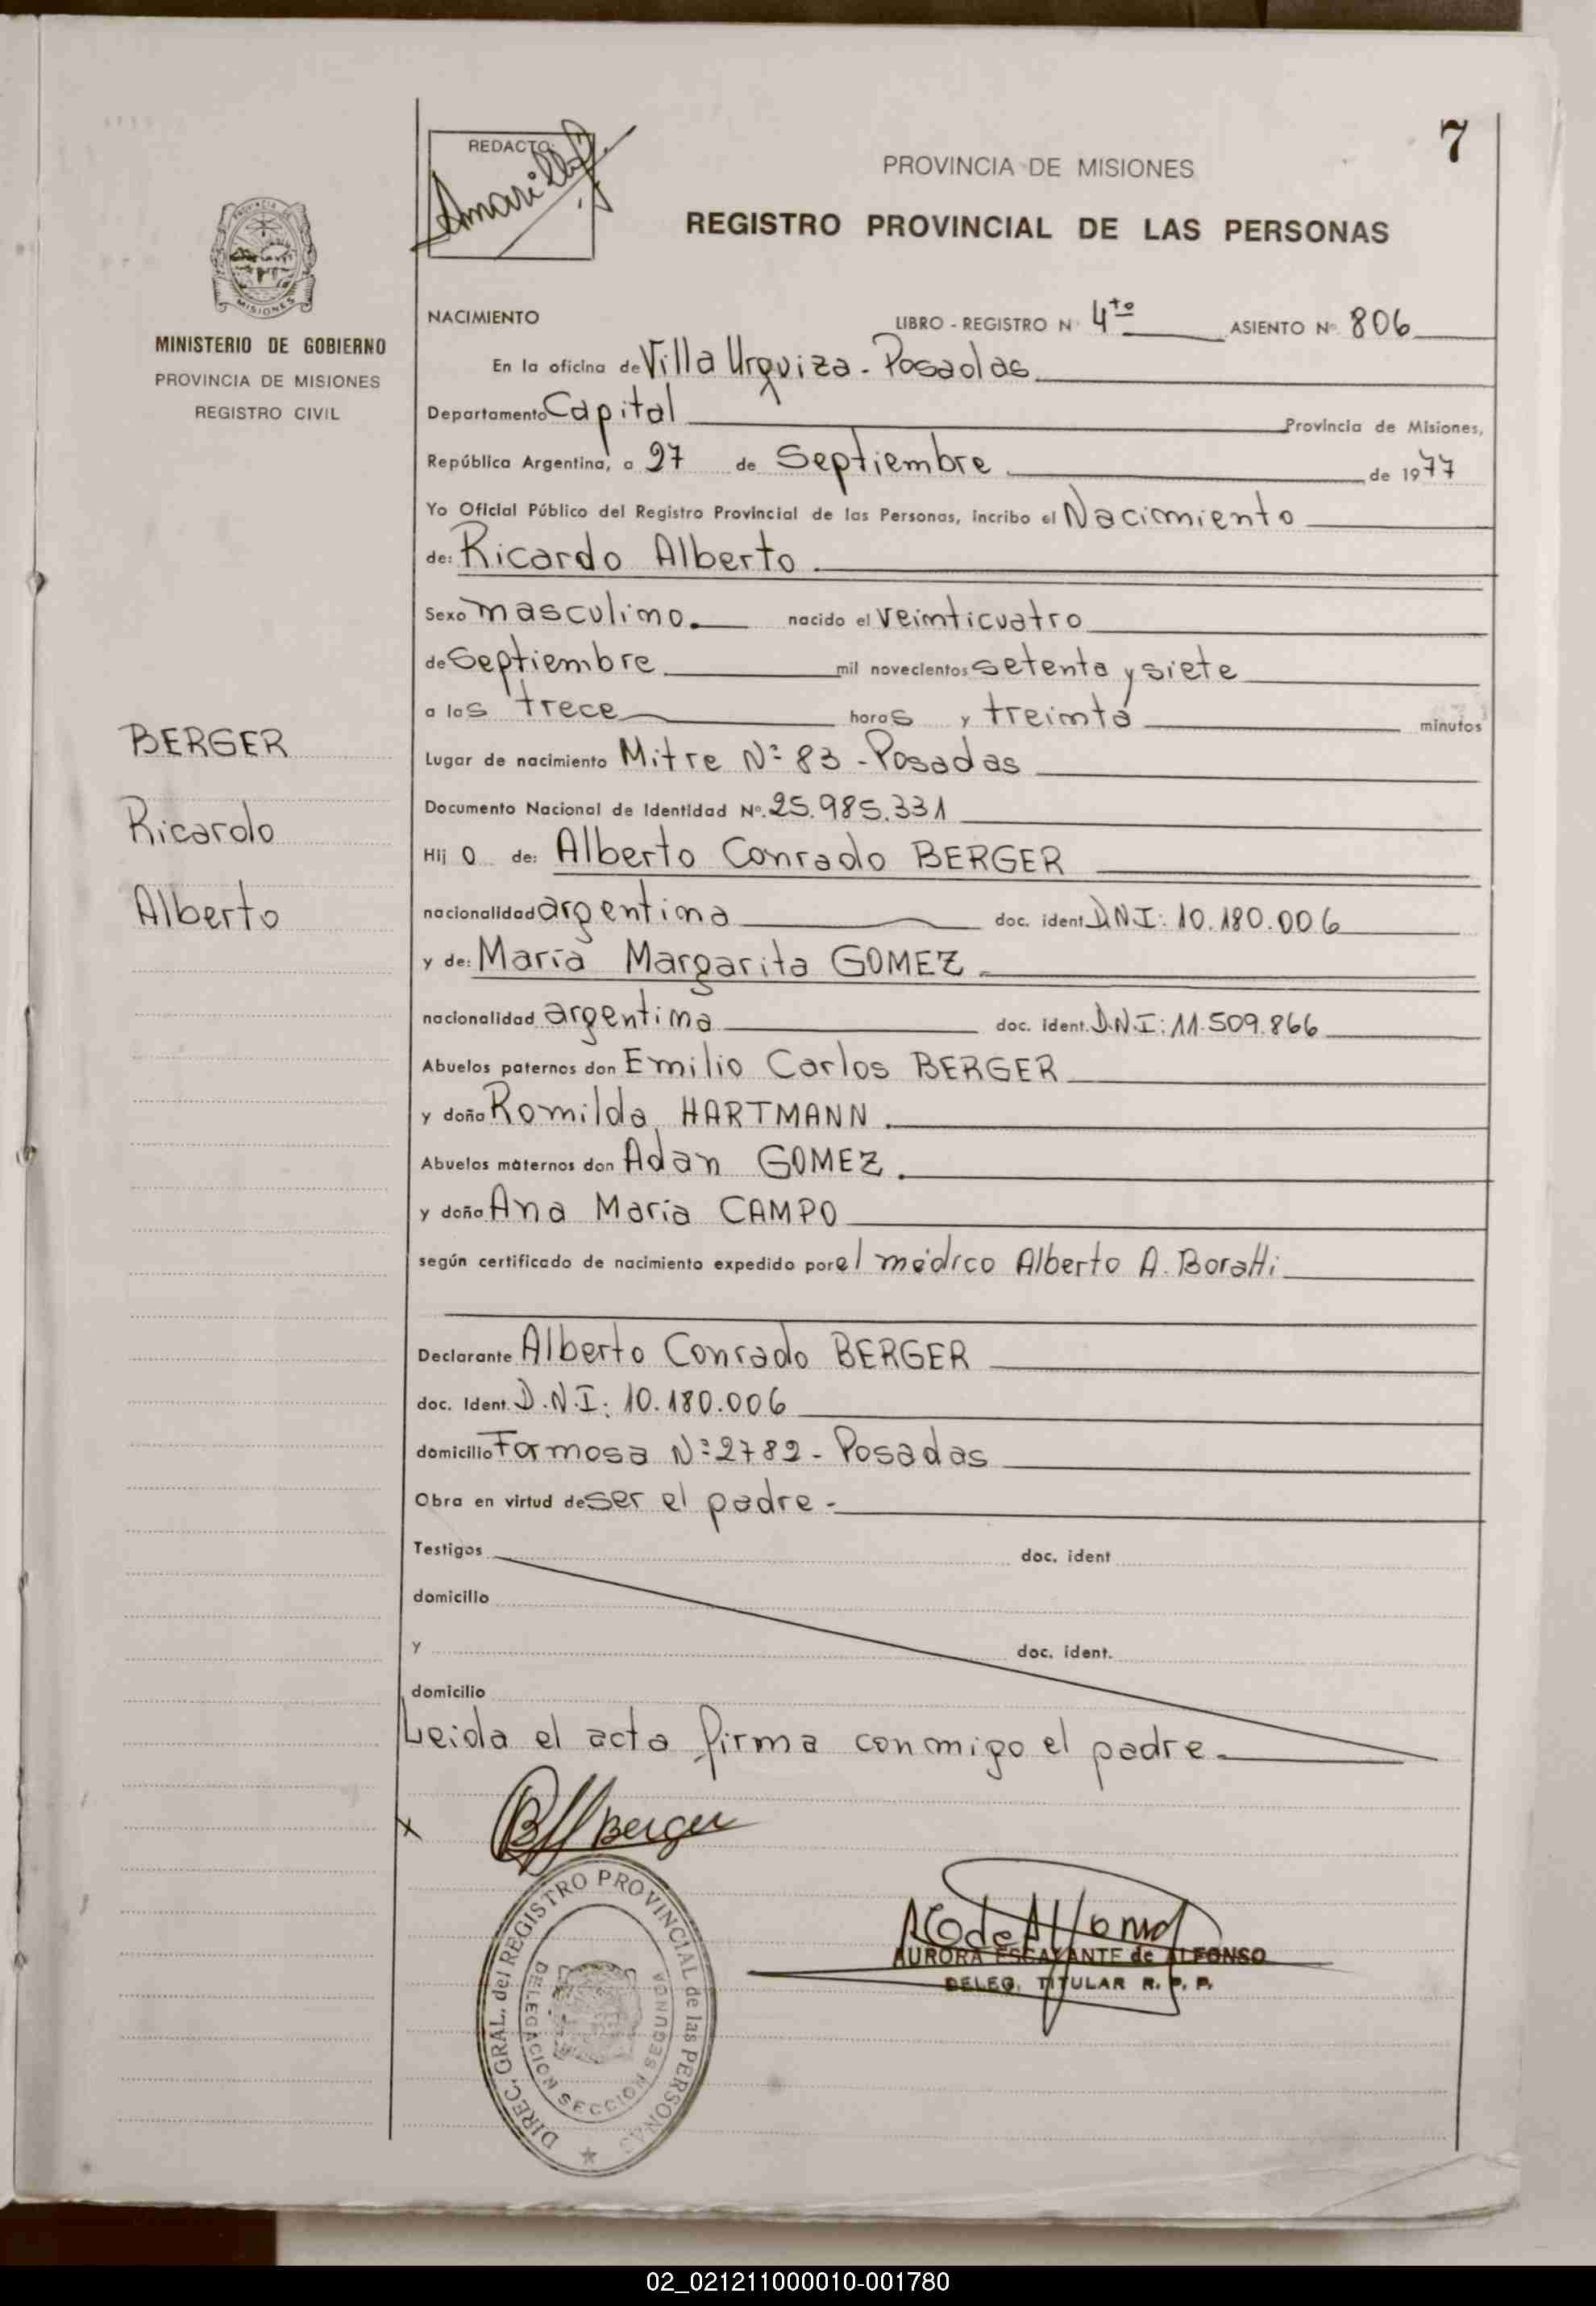 7
REDACTO:
PROVINCIA DE MISIONES
REGISTRO PROVINCIAL DE LAS PERSONAS
PROVINCIA DE
MISIONES
MINISTERIO DE GOBIERNO
PROVINCIA DE MISIONES
REGISTRO CIVIL
NACIMIENTO LIBRO - REGISTRO Nº 4to ASIENTO Nº 806
En la oficina de Villa Urquiza - Posadas
Departamento Capital Provincia de Misiones,
República Argentina, a 27 de Septiembre de 1977
Yo Oficial Público del Registro Provincial de las Personas, incribo el Nacimiento
de: Ricardo Alberto
Sexo masculino. nacido el veinticuatro
de Septiembre mil novecientos setenta y siete
a las trece horas y treinta minutos
Lugar de nacimiento Mitre Nº 83 - Posadas
Documento Nacional de Identidad Nº. 25.985.331
Hij o de: Alberto Conrado BERGER
nacionalidad argentina doc. ident D.N.I: 10.180.006
y de: María Margarita GOMEZ
nacionalidad argentina doc. ident. D.N.I: 11.509.866
Abuelos paternos don Emilio Carlos BERGER
y doña Romilda HARTMANN
Abuelos maternos don Adan GOMEZ
y doña Ana María CAMPO
según certificado de nacimiento expedido por el médico Alberto A. Boratti
Declarante Alberto Conrado BERGER
doc. Ident. D.N.I: 10.180.006
domicilio Formosa Nº 2782 - Posadas
Obra en virtud de ser el padre -
Testigos doc. ident
domicilio
y doc. ident.
domicilio
Leida el acta firma conmigo el padre
BERGER
Ricardo
Alberto
x Berger
DIREC. GRAL. del REGISTRO PROVINCIAL de las PERSONAS
DELEGACION SECCION SEGUNDA
AURORA ESCALANTE de ALFONSO
DELEG. TITULAR R. P. P.
02_021211000010-001780